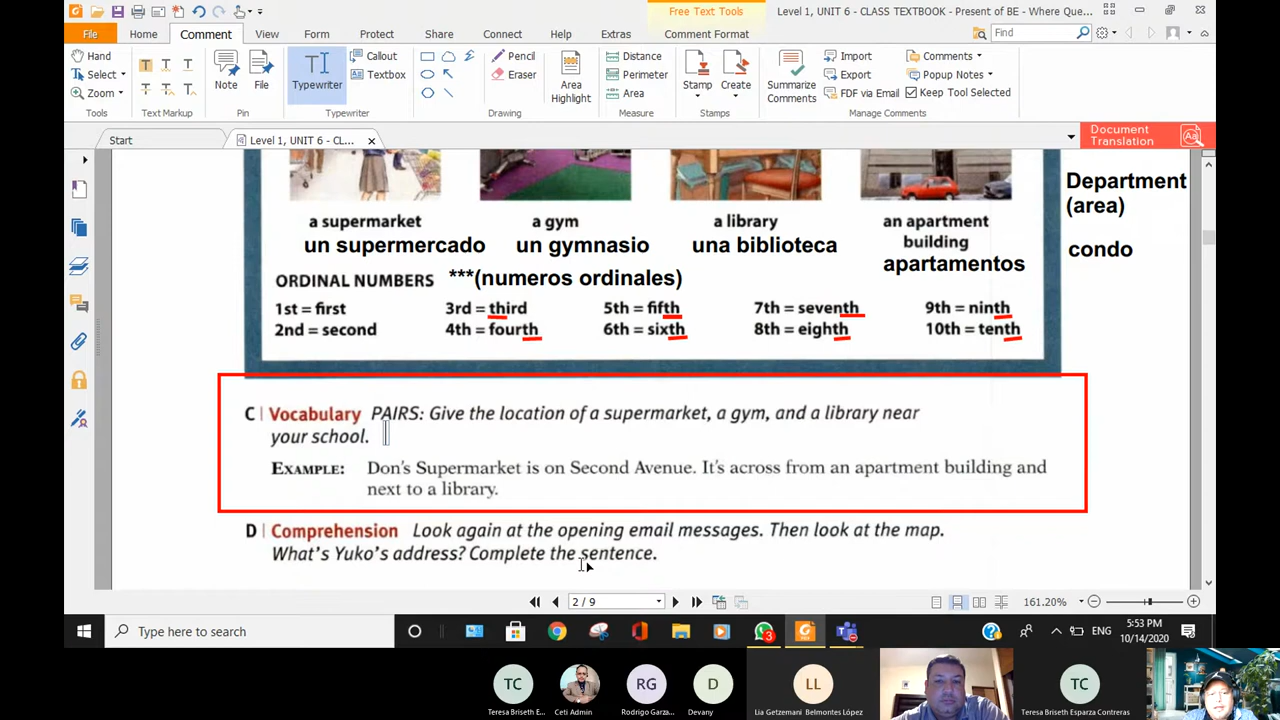 Free Text Tools
Level 1, UNIT 6 - CLASS TEXTBOOK - Present of BE - Where Que...
File Home Comment View Form Protect Share Connect Help Extras Comment Format
Find
Hand
Select
Zoom
Tools
Text Markup
Note
File
Pin
Typewriter
Callout
Textbox
Typewriter
Pencil
Eraser
Drawing
Area
Highlight
Distance
Perimeter
Area
Measure
Stamp
Create
Stamps
Summarize
Comments
Import
Export
FDF via Email
Comments
Popup Notes
Keep Tool Selected
Manage Comments
Start
Level 1, UNIT 6 - CL...
Document
Translation
a supermarket
un supermercado
a gym
un gymnasio
a library
una biblioteca
an apartment
building
apartamentos
Department
(area)
condo
ORDINAL NUMBERS ***(numeros ordinales)
1st = first 3rd = third 5th = fifth 7th = seventh 9th = ninth
2nd = second 4th = fourth 6th = sixth 8th = eighth 10th = tenth
C | Vocabulary PAIRS: Give the location of a supermarket, a gym, and a library near
your school.
EXAMPLE: Don's Supermarket is on Second Avenue. It's across from an apartment building and
next to a library.
D | Comprehension Look again at the opening email messages. Then look at the map.
What's Yuko's address? Complete the sentence.
2 / 9
161.20%
Type here to search
3
ENG
5:53 PM
10/14/2020
TC
Teresa Briseth E...
Ceti Admin
RG
Rodrigo Garza...
D
Devany
LL
Lia Getzemani Belmontes López
TC
Teresa Briseth Esparza Contreras